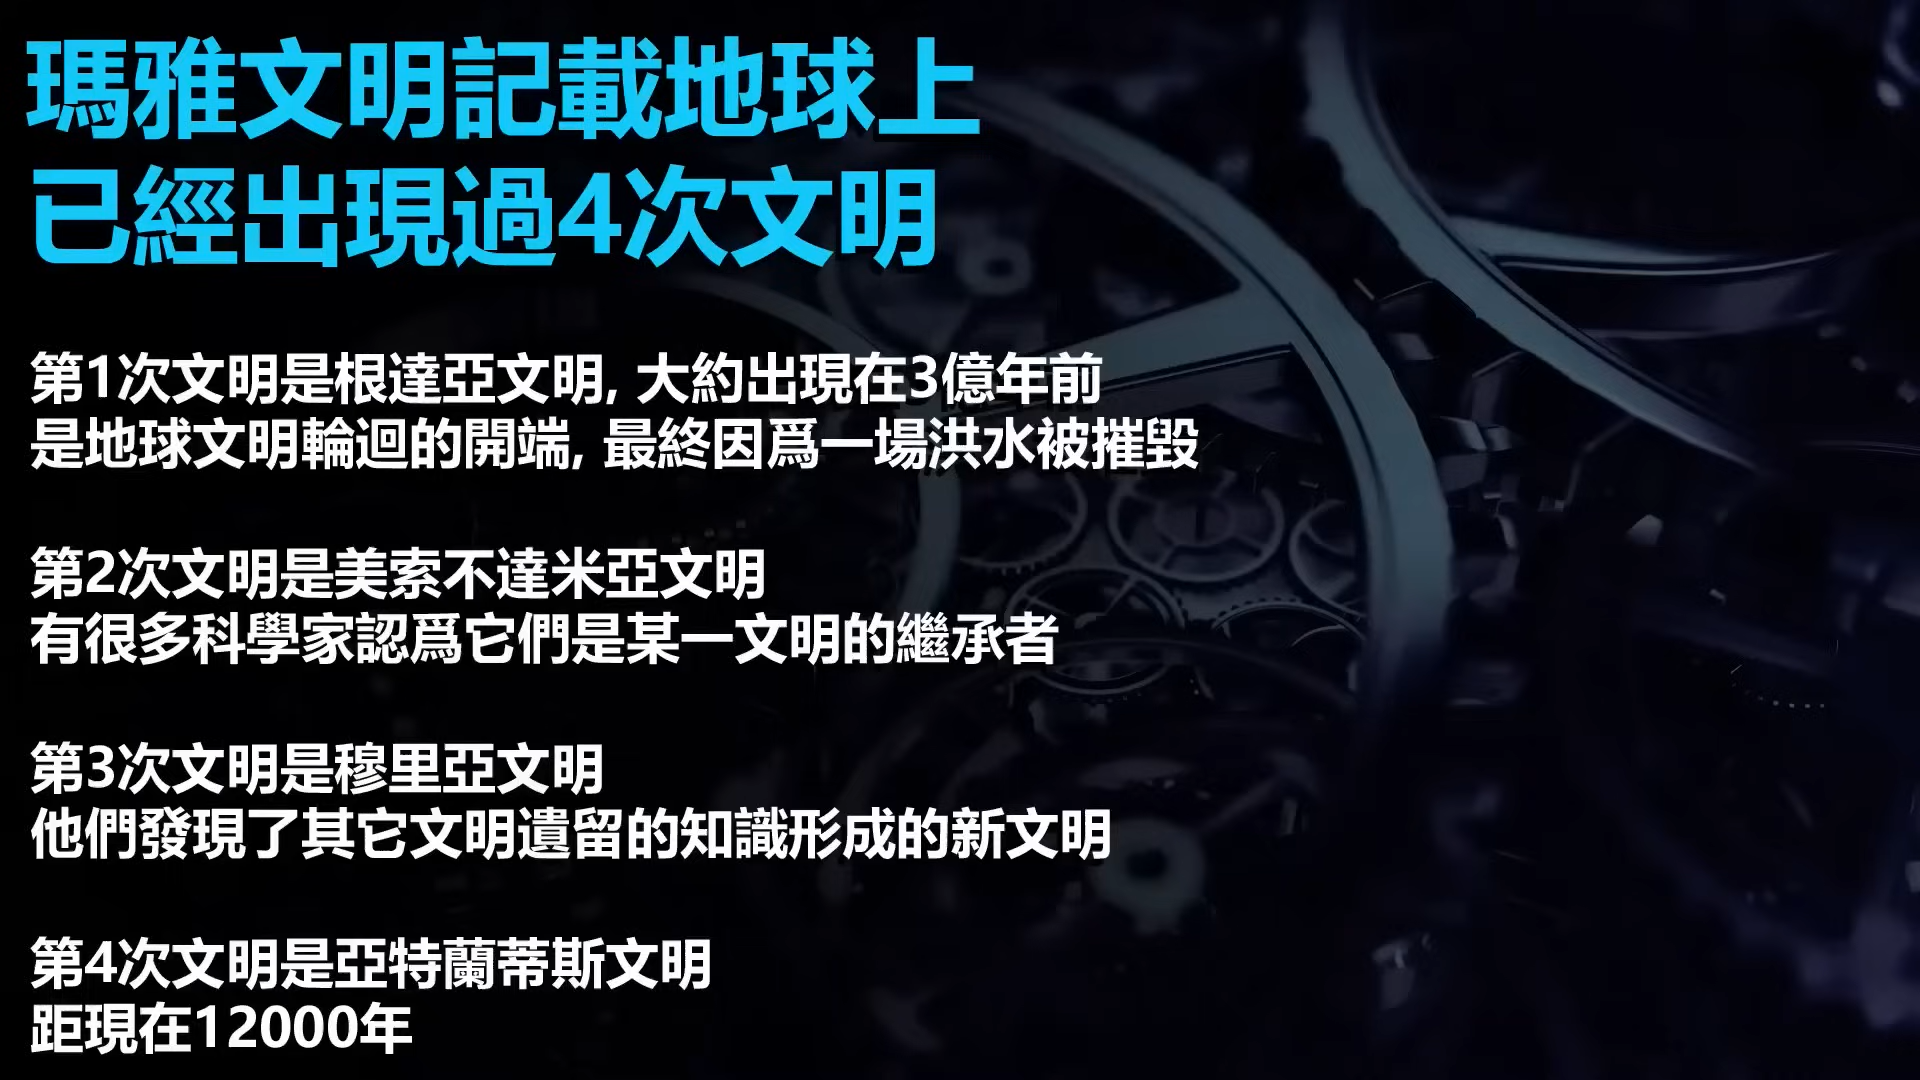 瑪雅文明記載地球上
已經出現過4次文明
第1次文明是根達亞文明, 大約出現在3億年前
是地球文明輪迴的開端, 最終因爲一場洪水被摧毀
第2次文明是美索不達米亞文明
有很多科學家認爲它們是某一文明的繼承者
第3次文明是穆里亞文明
他們發現了其它文明遺留的知識形成的新文明
第4次文明是亞特蘭蒂斯文明
距現在12000年